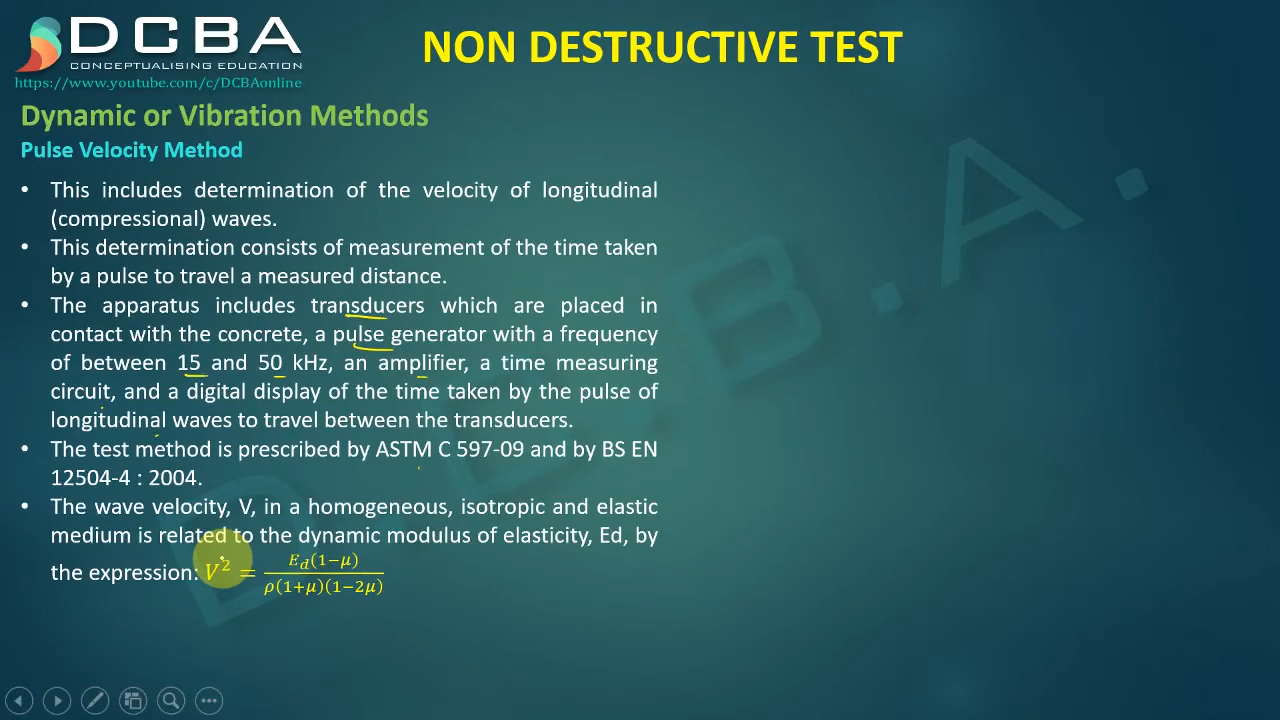 DCBA
CONCEPTUALISING EDUCATION
https://www.youtube.com/c/DCBAonline
NON DESTRUCTIVE TEST
Dynamic or Vibration Methods
Pulse Velocity Method
• This includes determination of the velocity of longitudinal
(compressional) waves.
• This determination consists of measurement of the time taken
by a pulse to travel a measured distance.
• The apparatus includes transducers which are placed in
contact with the concrete, a pulse generator with a frequency
of between 15 and 50 kHz, an amplifier, a time measuring
circuit, and a digital display of the time taken by the pulse of
longitudinal waves to travel between the transducers.
• The test method is prescribed by ASTM C 597-09 and by BS EN
12504-4 : 2004.
• The wave velocity, V, in a homogeneous, isotropic and elastic
medium is related to the dynamic modulus of elasticity, Ed, by
the expression: V² = E_d(1−μ) / ρ(1+μ)(1−2μ)
D.C.B.A.